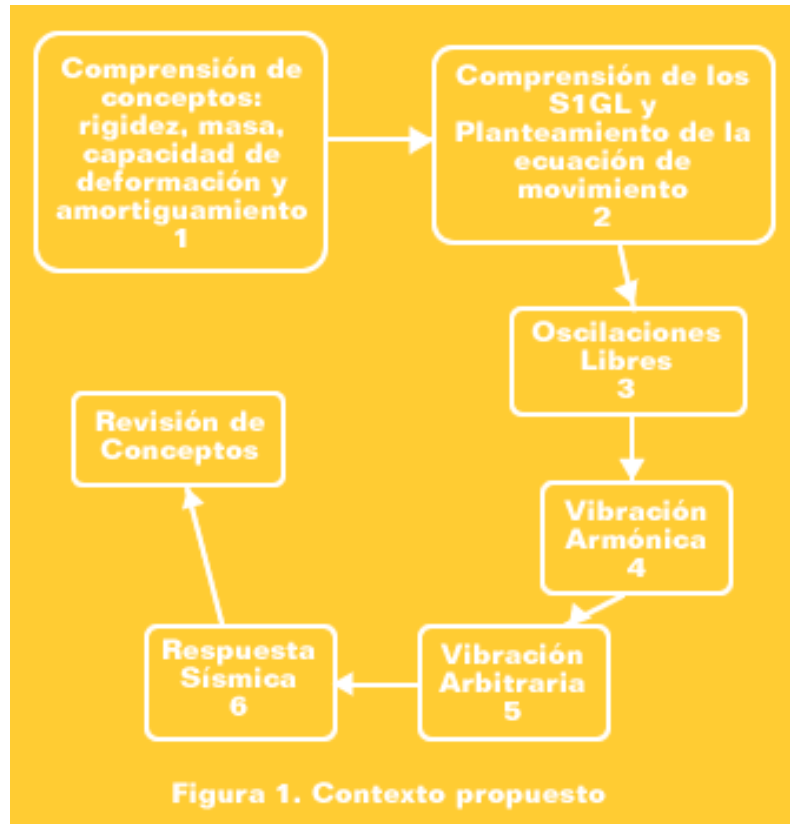 Comprensión de
conceptos:
rigidez, masa,
capacidad de
deformación y
amortiguamiento
1
Comprensión de los
S1GL y
Planteamiento de la
ecuación de
movimiento
2
Oscilaciones
Libres
3
Vibración
Armónica
4
Vibración
Arbitraria
5
Respuesta
Sísmica
6
Revisión de
Conceptos
Figura 1. Contexto propuesto